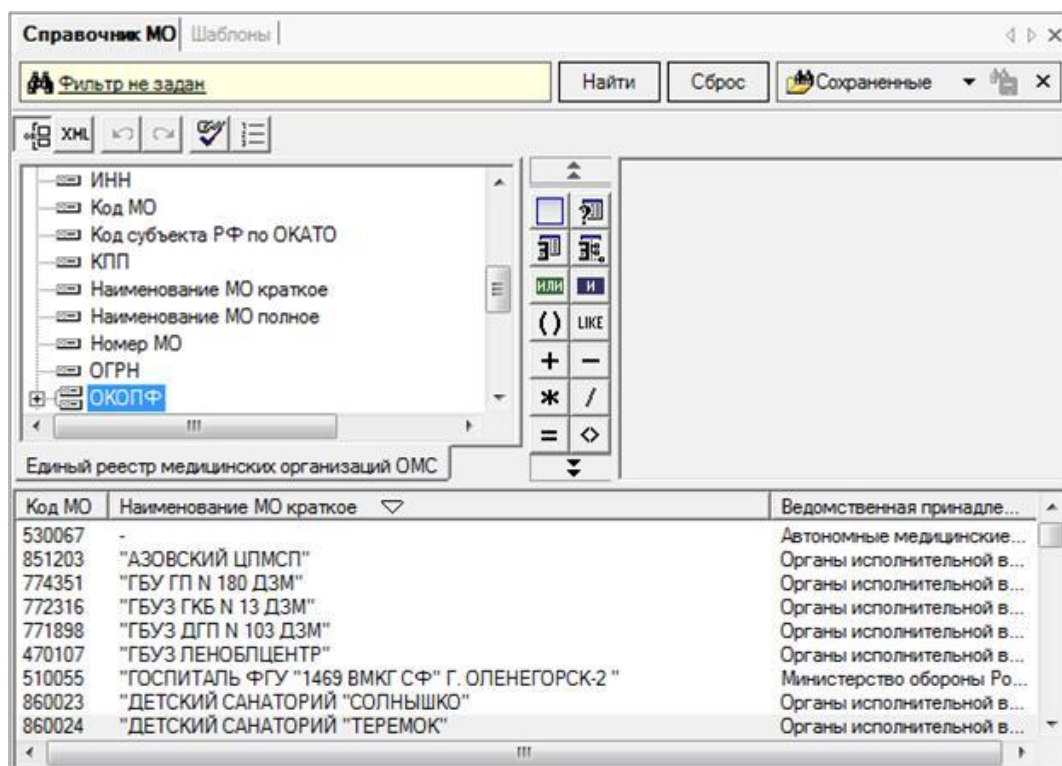 Справочник МО Шаблоны
Фильтр не задан Найти Сброс Сохраненные
XML
ИНН
Код МО
Код субъекта РФ по ОКАТО
КПП
Наименование МО краткое
Наименование МО полное
Номер МО
ОГРН
ОКОПФ
ИЛИ И
( ) LIKE
+ −
* /
= <>
Единый реестр медицинских организаций ОМС
Код МО Наименование МО краткое Ведомственная принадле...
530067 - Автономные медицинские...
851203 "АЗОВСКИЙ ЦПМСП" Органы исполнительной в...
774351 "ГБУ ГП N 180 ДЗМ" Органы исполнительной в...
772316 "ГБУЗ ГКБ N 13 ДЗМ" Органы исполнительной в...
771898 "ГБУЗ ДГП N 103 ДЗМ" Органы исполнительной в...
470107 "ГБУЗ ЛЕНОБЛЦЕНТР" Органы исполнительной в...
510055 "ГОСПИТАЛЬ ФГУ "1469 ВМКГ СФ" Г. ОЛЕНЕГОРСК-2 " Министерство обороны Ро...
860023 "ДЕТСКИЙ САНАТОРИЙ "СОЛНЫШКО" Органы исполнительной в...
860024 "ДЕТСКИЙ САНАТОРИЙ "ТЕРЕМОК" Органы исполнительной в...